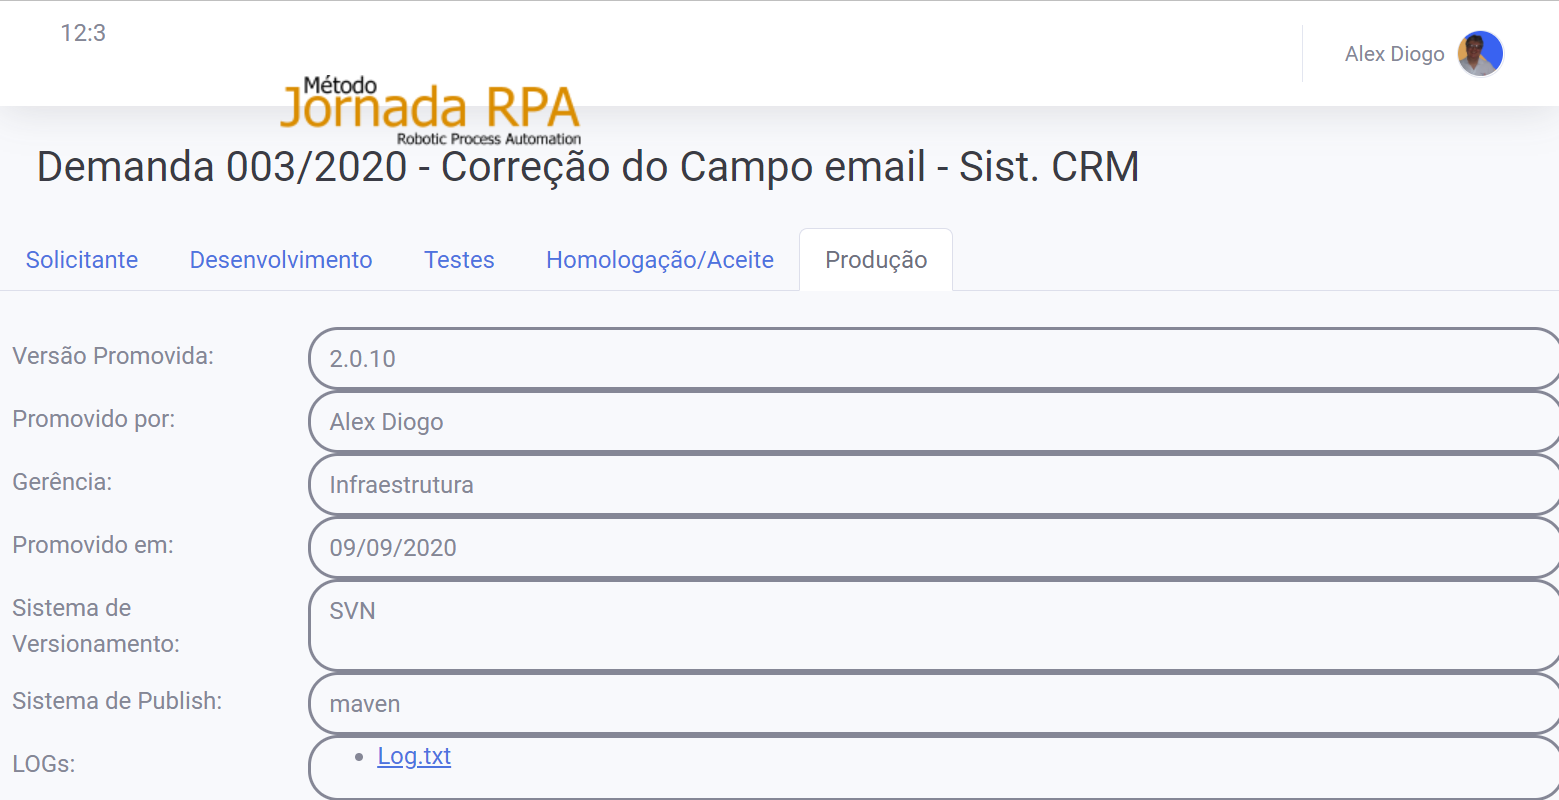 12:3
Alex Diogo
Método
Jornada RPA
Robotic Process Automation
Demanda 003/2020 - Correção do Campo email - Sist. CRM
Solicitante Desenvolvimento Testes Homologação/Aceite Produção
Versão Promovida: 2.0.10
Promovido por: Alex Diogo
Gerência: Infraestrutura
Promovido em: 09/09/2020
Sistema de
Versionamento: SVN
Sistema de Publish: maven
LOGs: Log.txt